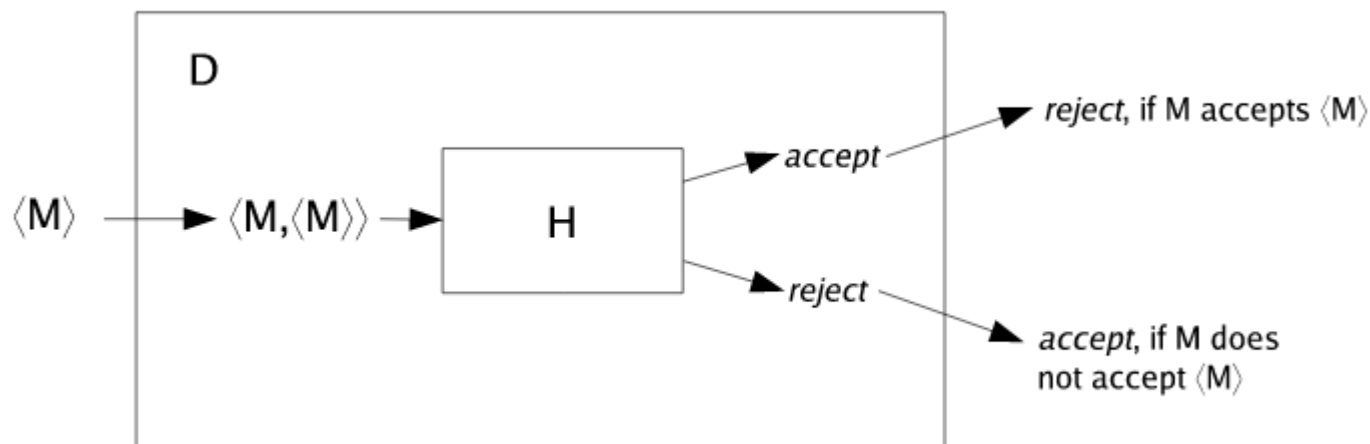 D
reject, if M accepts ⟨M⟩
accept
⟨M⟩
⟨M,⟨M⟩⟩
H
reject
accept, if M does
not accept ⟨M⟩